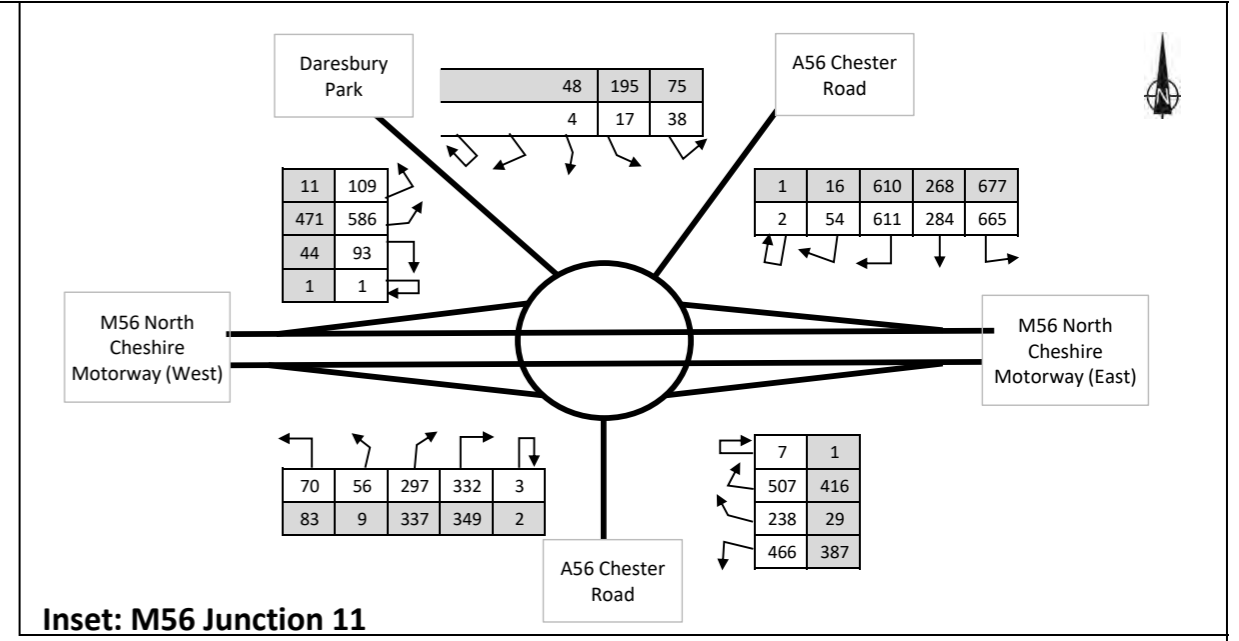 Daresbury
Park
48 195 75
4 17 38
A56 Chester
Road
N
11 109
471 586
44 93
1 1
1 16 610 268 677
2 54 611 284 665
M56 North
Cheshire
Motorway (West)
M56 North
Cheshire
Motorway (East)
70 56 297 332 3
83 9 337 349 2
7 1
507 416
238 29
466 387
A56 Chester
Road
Inset: M56 Junction 11